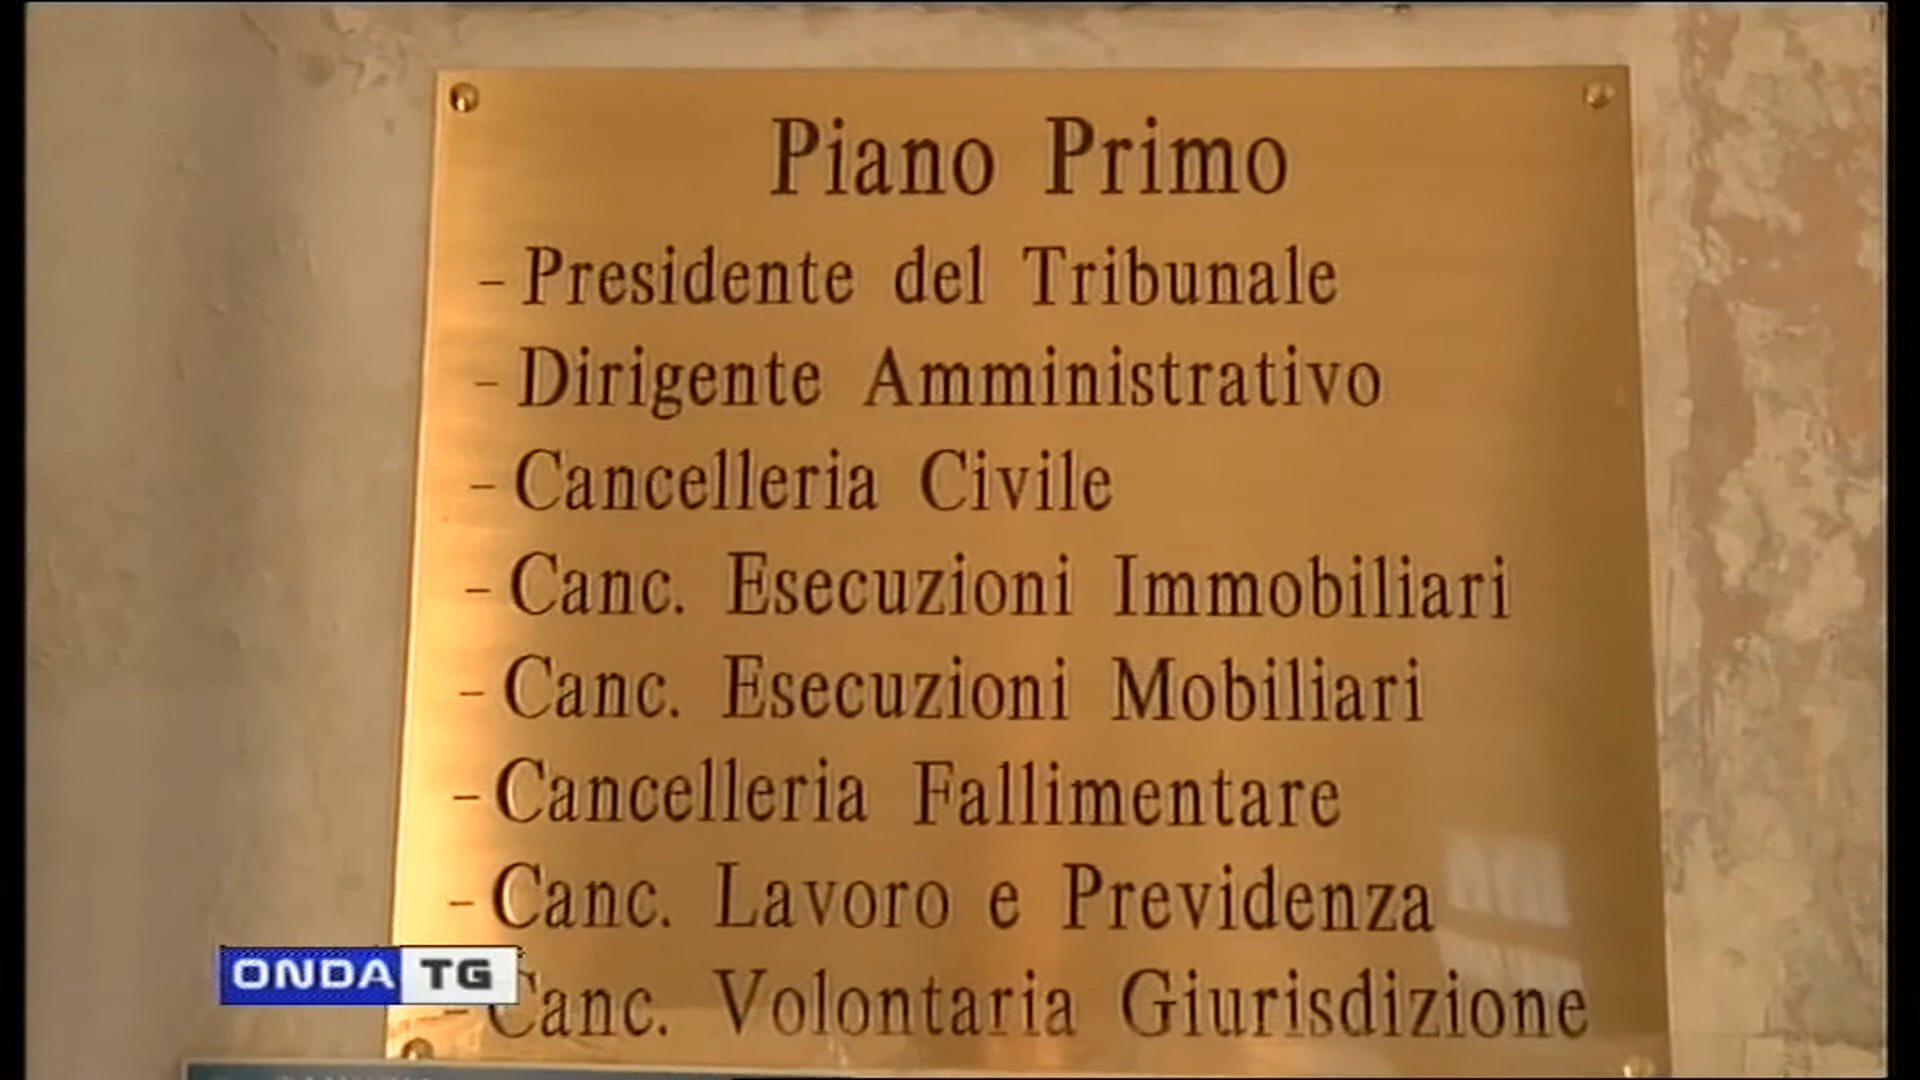 Piano Primo
- Presidente del Tribunale
- Dirigente Amministrativo
- Cancelleria Civile
- Canc. Esecuzioni Immobiliari
- Canc. Esecuzioni Mobiliari
- Cancelleria Fallimentare
- Canc. Lavoro e Previdenza
- Canc. Volontaria Giurisdizione
ONDA TG